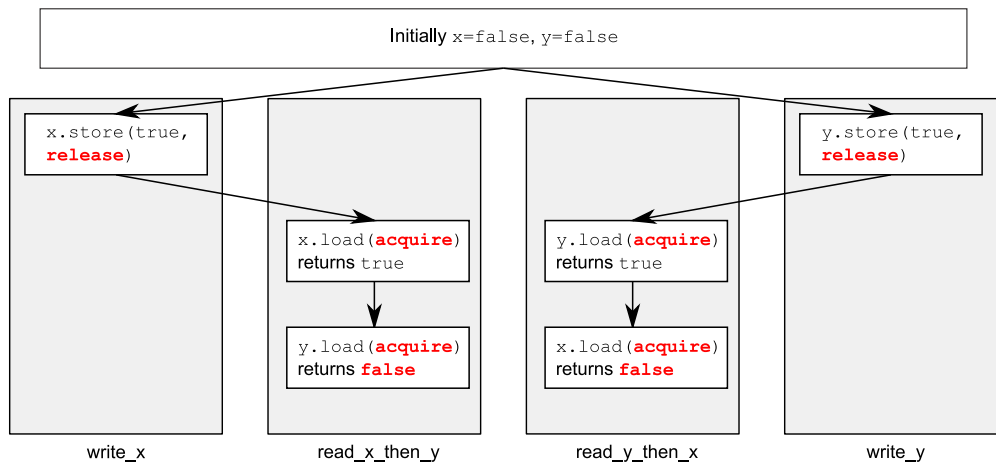 Initially x=false, y=false
x.store(true,
release)
y.store(true,
release)
x.load(acquire)
returns true
y.load(acquire)
returns true
y.load(acquire)
returns false
x.load(acquire)
returns false
write_x
read_x_then_y
read_y_then_x
write_y